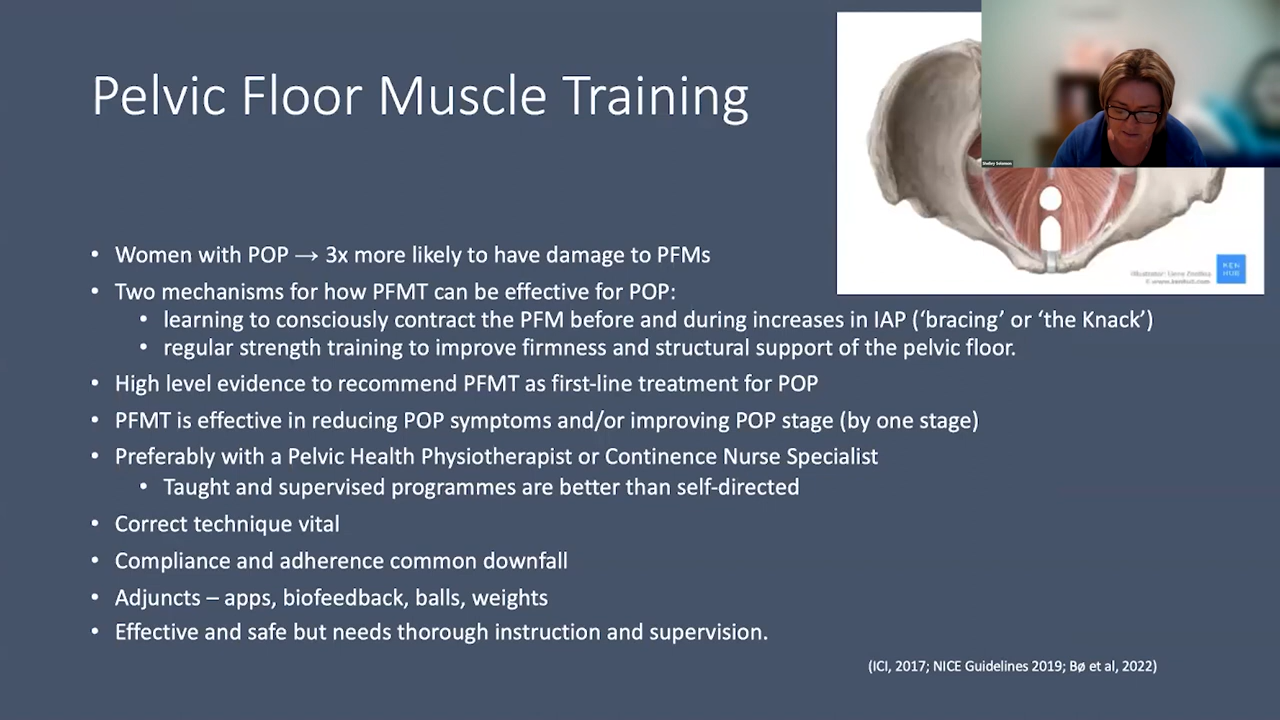 Pelvic Floor Muscle Training
Shelley Solomon
• Women with POP → 3x more likely to have damage to PFMs
• Two mechanisms for how PFMT can be effective for POP:
• learning to consciously contract the PFM before and during increases in IAP (‘bracing’ or ‘the Knack’)
• regular strength training to improve firmness and structural support of the pelvic floor.
• High level evidence to recommend PFMT as first-line treatment for POP
• PFMT is effective in reducing POP symptoms and/or improving POP stage (by one stage)
• Preferably with a Pelvic Health Physiotherapist or Continence Nurse Specialist
• Taught and supervised programmes are better than self-directed
• Correct technique vital
• Compliance and adherence common downfall
• Adjuncts – apps, biofeedback, balls, weights
• Effective and safe but needs thorough instruction and supervision.
KEN
HUB
© www.kenhub.com
(ICI, 2017; NICE Guidelines 2019; Bø et al, 2022)